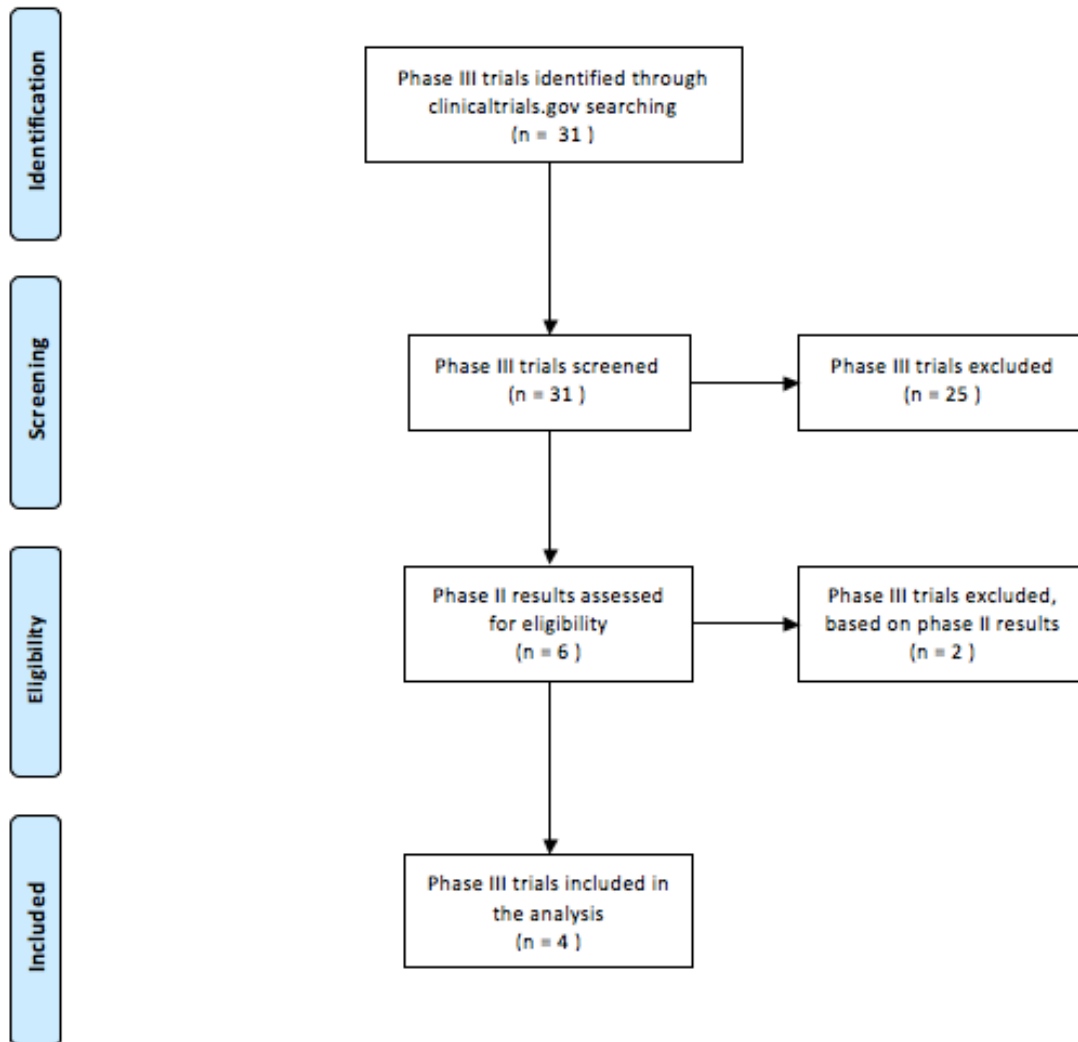 Identification
Phase III trials identified through
clinicaltrials.gov searching
(n = 31 )
Screening
Phase III trials screened
(n = 31 )
Phase III trials excluded
(n = 25 )
Eligibility
Phase II results assessed
for eligibility
(n = 6 )
Phase III trials excluded,
based on phase II results
(n = 2 )
Included
Phase III trials included in
the analysis
(n = 4 )